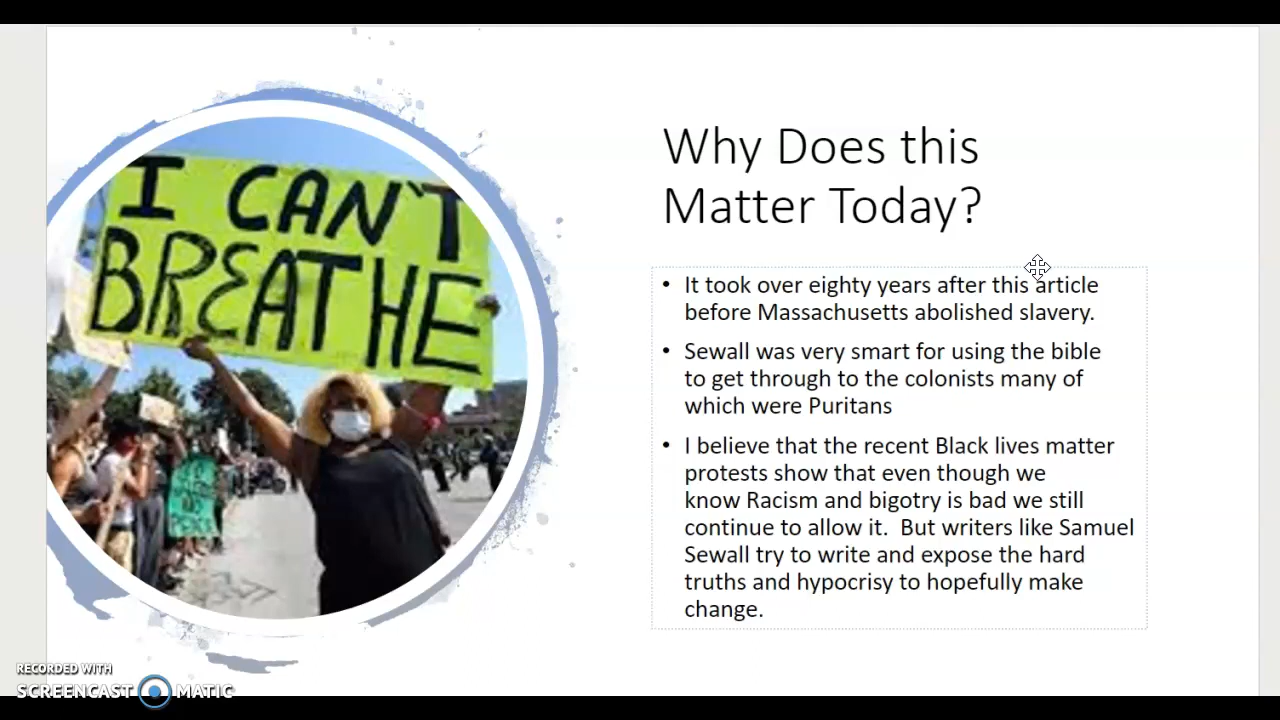 I CAN'T
BREATHE
Why Does this
Matter Today?
• It took over eighty years after this article
before Massachusetts abolished slavery.
• Sewall was very smart for using the bible
to get through to the colonists many of
which were Puritans
• I believe that the recent Black lives matter
protests show that even though we
know Racism and bigotry is bad we still
continue to allow it.  But writers like Samuel
Sewall try to write and expose the hard
truths and hypocrisy to hopefully make
change.
RECORDED WITH
SCREENCAST MATIC